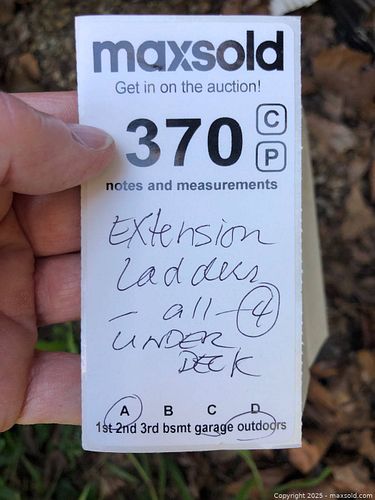 maxsold
Get in on the auction!
370
C
P
notes and measurements
Extension
Ladders
- all - 4
UNDER
DECK
A B C D
1st 2nd 3rd bsmt garage outdoors
Copyright 2025 - maxsold.com